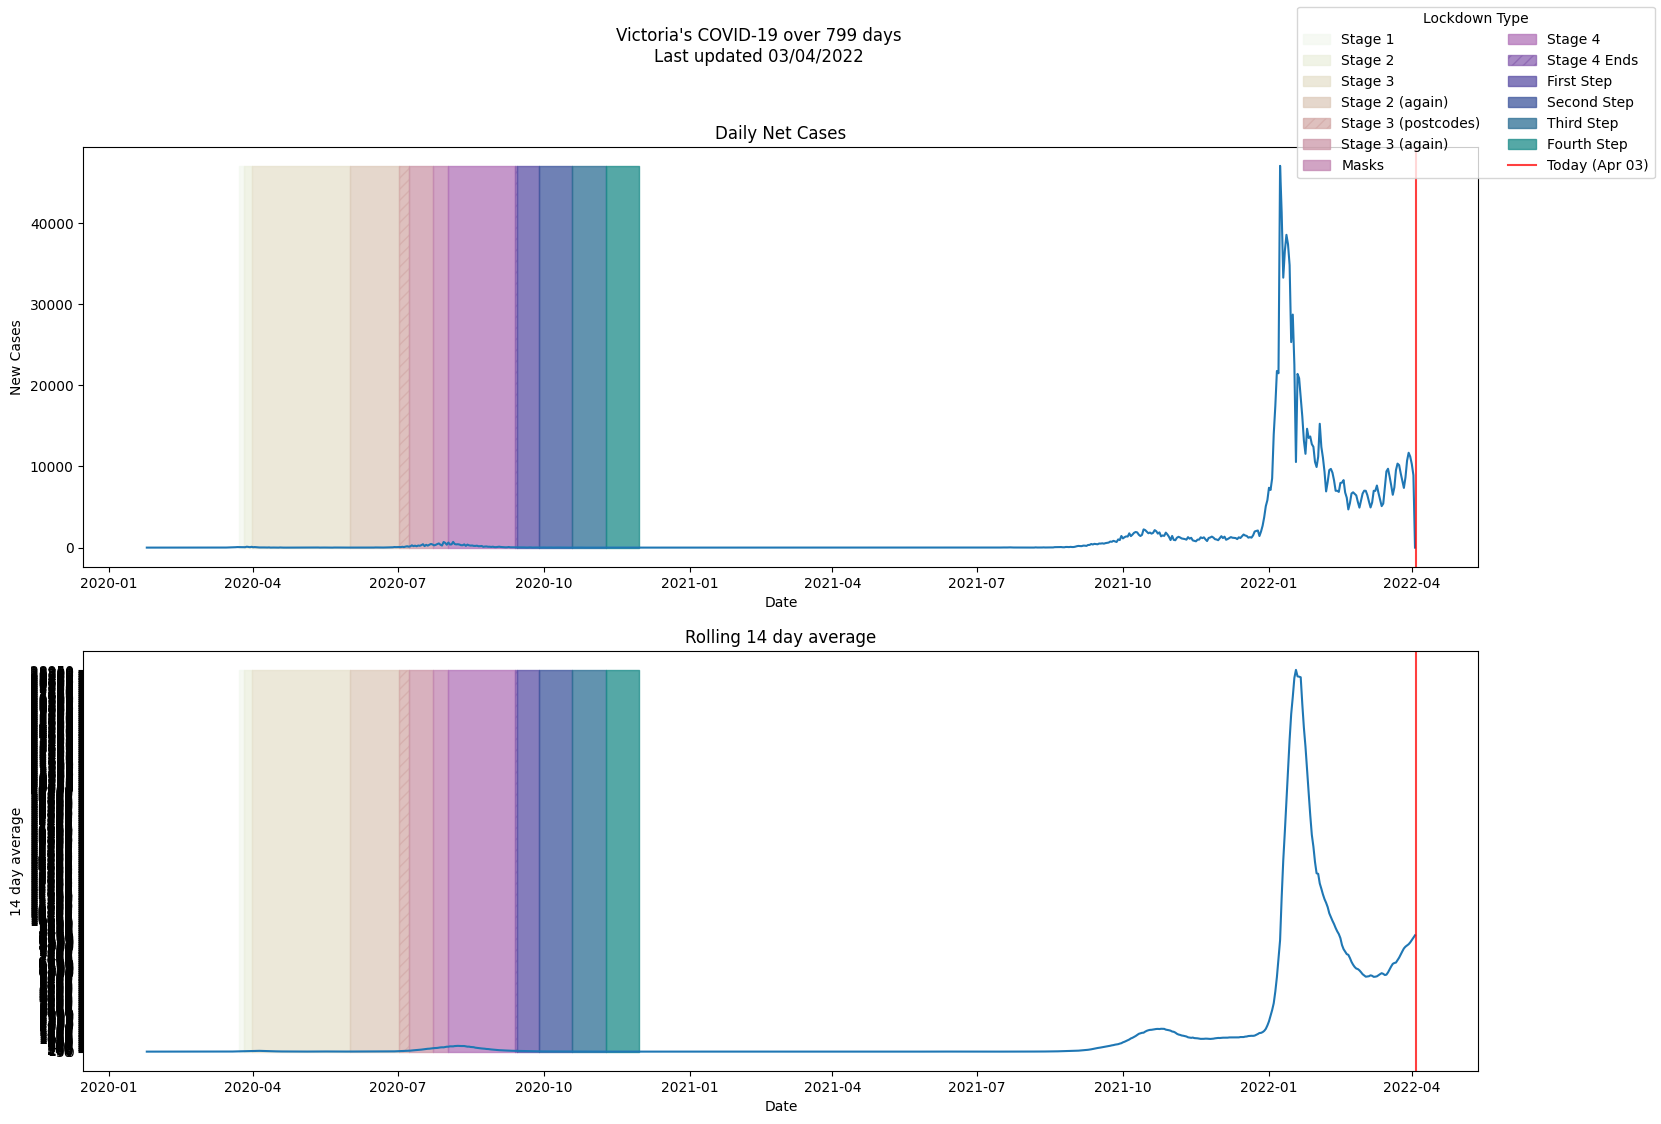 Victoria's COVID-19 over 799 days
Last updated 03/04/2022
Lockdown Type
Stage 1
Stage 2
Stage 3
Stage 2 (again)
Stage 3 (postcodes)
Stage 3 (again)
Masks
Stage 4
Stage 4 Ends
First Step
Second Step
Third Step
Fourth Step
Today (Apr 03)
Daily Net Cases
New Cases
40000
30000
20000
10000
0
2020-01 2020-04 2020-07 2020-10 2021-01 2021-04 2021-07 2021-10 2022-01 2022-04
Date
Rolling 14 day average
14 day average
2020-01 2020-04 2020-07 2020-10 2021-01 2021-04 2021-07 2021-10 2022-01 2022-04
Date